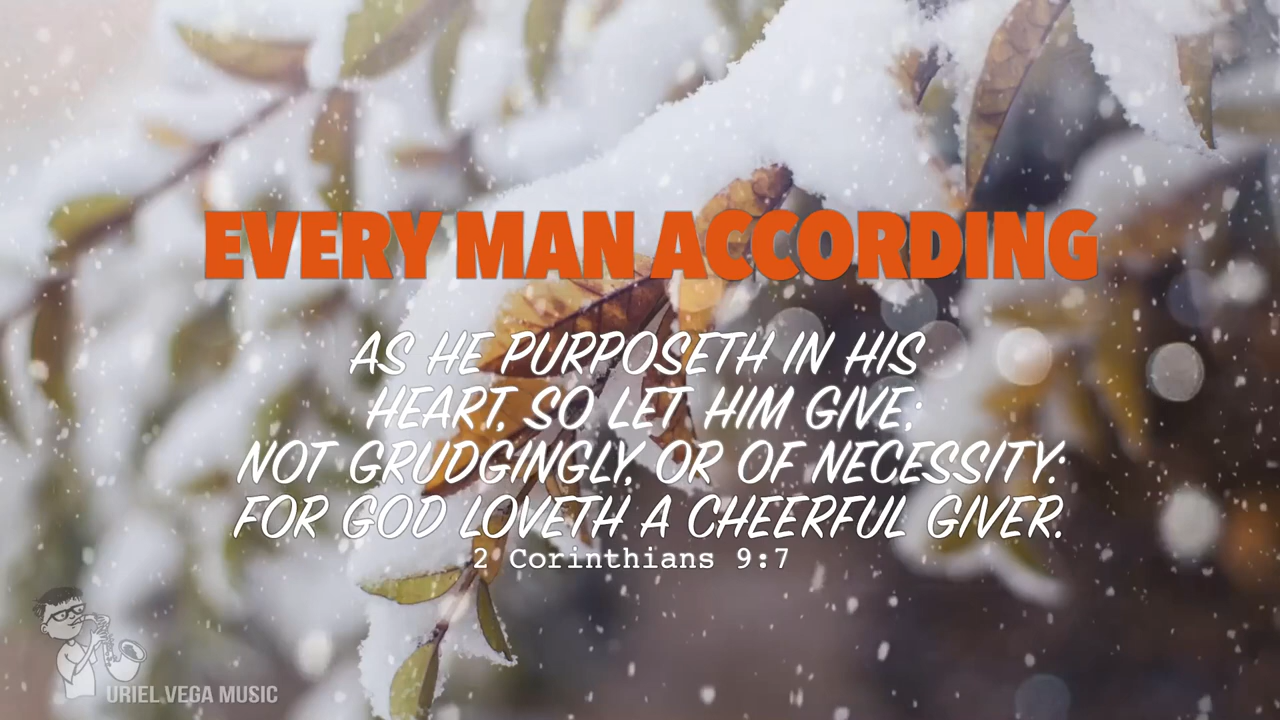 EVERY MAN ACCORDING
AS HE PURPOSETH IN HIS
HEART, SO LET HIM GIVE;
NOT GRUDGINGLY, OR OF NECESSITY:
FOR GOD LOVETH A CHEERFUL GIVER.
2 Corinthians 9:7
URIEL VEGA MUSIC